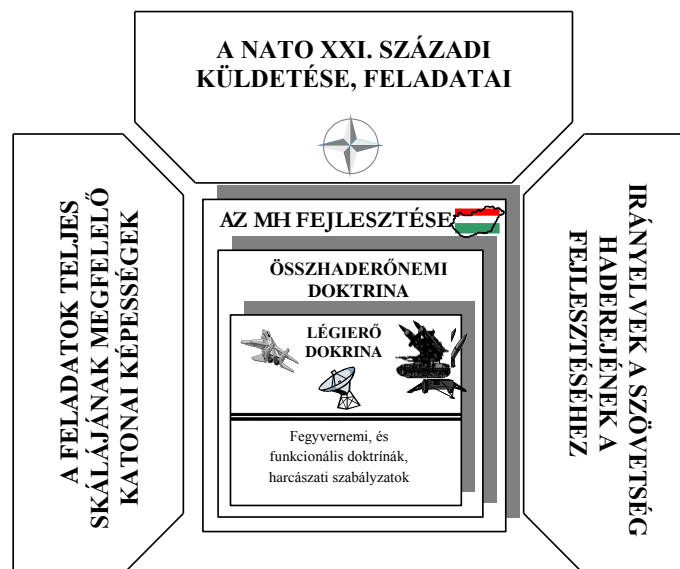 A NATO XXI. SZÁZADI
KÜLDETÉSE, FELADATAI
A FELADATOK TELJES
SKÁLÁJÁNAK MEGFELELŐ
KATONAI KÉPESSÉGEK
AZ MH FEJLESZTÉSE
ÖSSZHADERŐNEMI
DOKTRINA
LÉGIERŐ
DOKRINA
Fegyvernemi, és
funkcionális doktrínák,
harcászati szabályzatok
IRÁNYELVEK A SZÖVETSÉG
HADEREJÉNEK A
FEJLESZTÉSÉHEZ